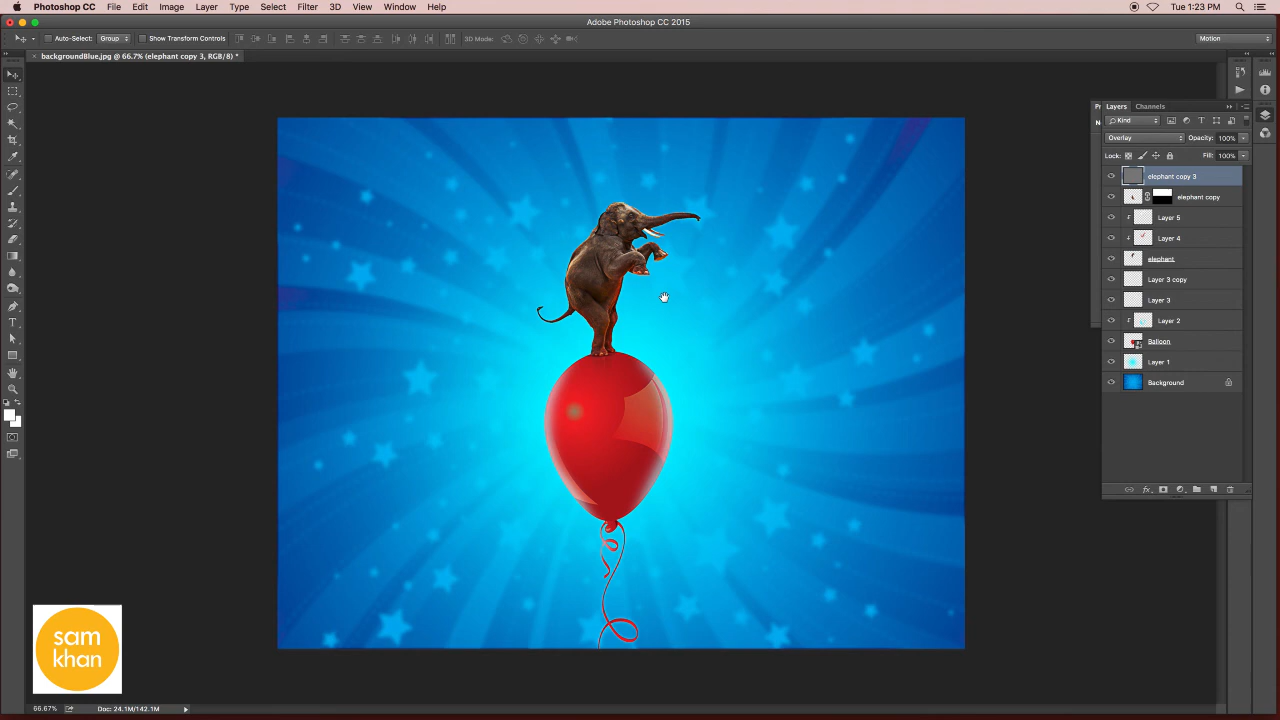 Photoshop CC File Edit Image Layer Type Select Filter 3D View Window Help Tue 1:23 PM
Adobe Photoshop CC 2015
Auto-Select: Group Show Transform Controls 3D Mode: Motion
backgroundBlue.jpg @ 66.7% (elephant copy 3, RGB/8) *
Layers Channels
Kind
Overlay Opacity: 100%
Lock: Fill: 100%
elephant copy 3
elephant copy
Layer 5
Layer 4
elephant
Layer 3 copy
Layer 3
Layer 2
Balloon
Layer 1
Background
fx
sam
khan
66.67% Doc: 24.1M/142.1M